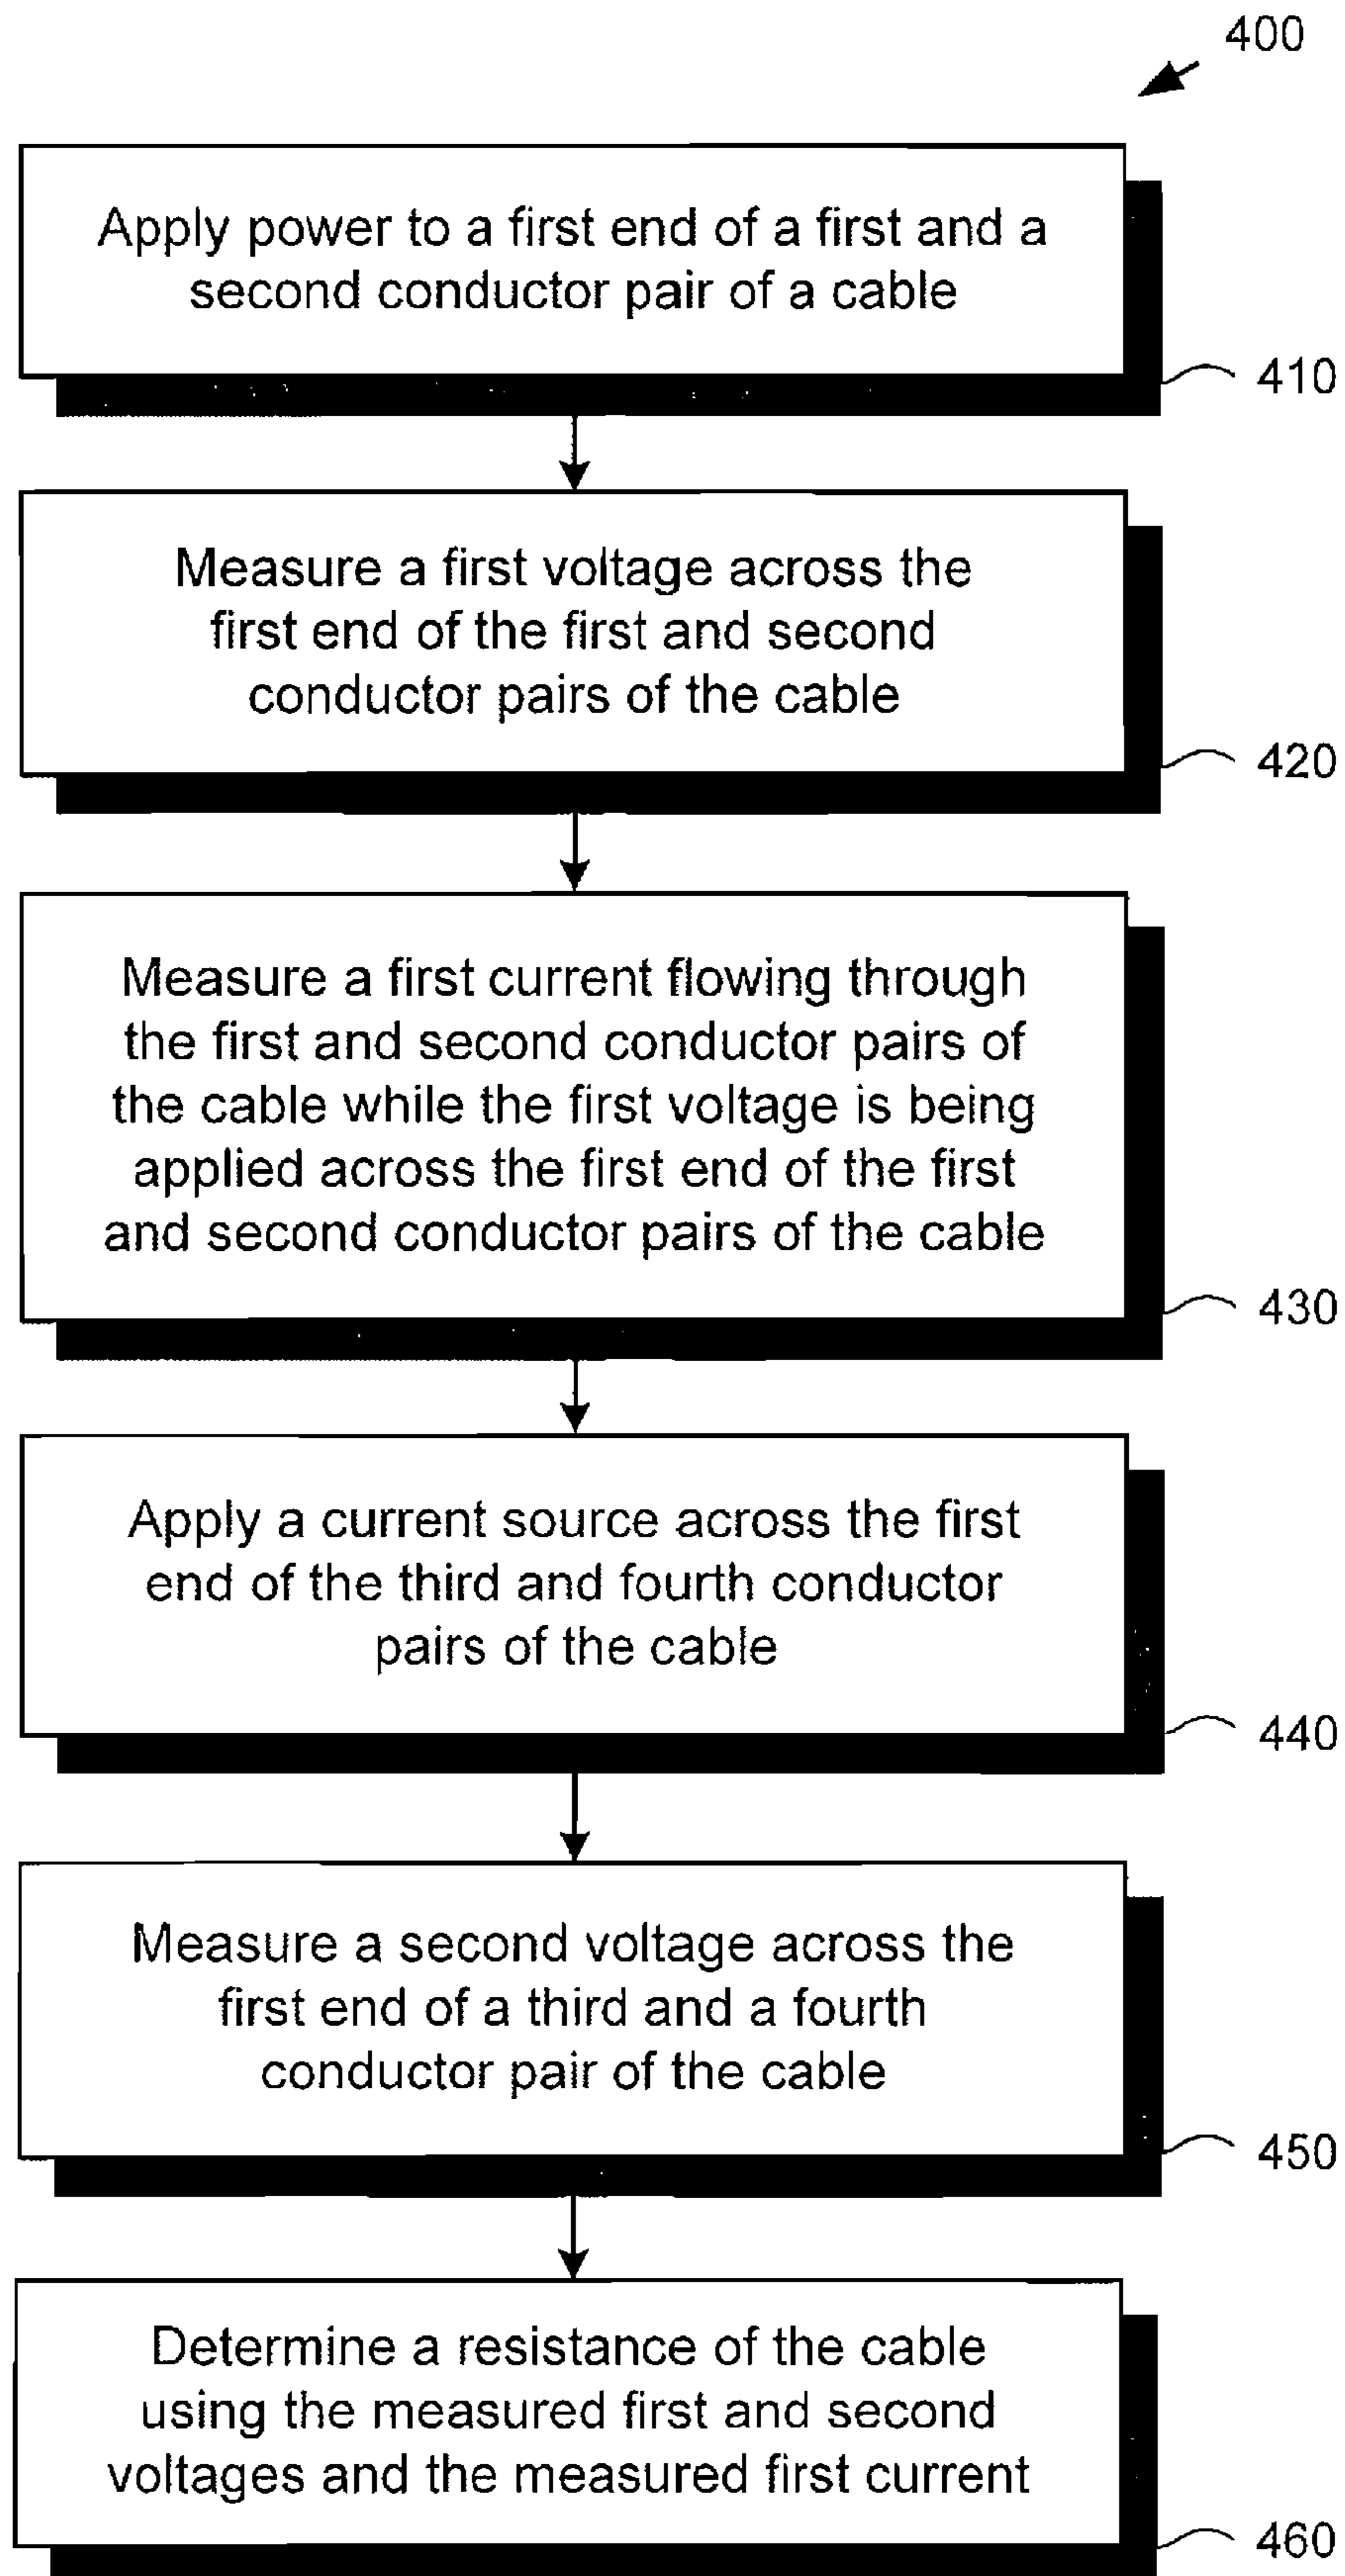 400
Apply power to a first end of a first and a
second conductor pair of a cable
410
Measure a first voltage across the
first end of the first and second
conductor pairs of the cable
420
Measure a first current flowing through
the first and second conductor pairs of
the cable while the first voltage is being
applied across the first end of the first
and second conductor pairs of the cable
430
Apply a current source across the first
end of the third and fourth conductor
pairs of the cable
440
Measure a second voltage across the
first end of a third and a fourth
conductor pair of the cable
450
Determine a resistance of the cable
using the measured first and second
voltages and the measured first current
460